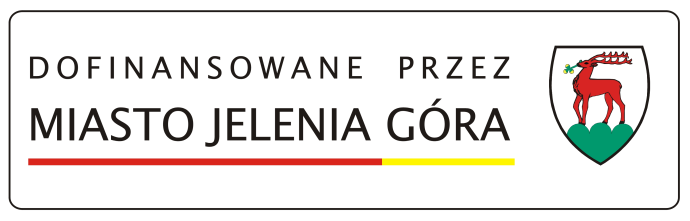 DOFINANSOWANE PRZEZ
MIASTO JELENIA GÓRA